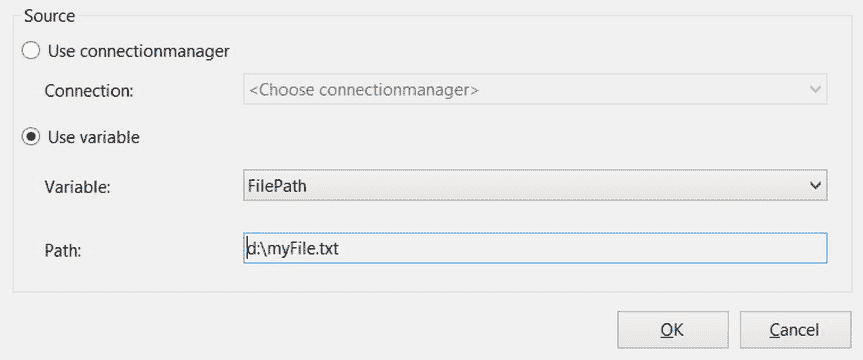 Source
Use connectionmanager
Connection: <Choose connectionmanager>
Use variable
Variable: FilePath
Path: d:\myFile.txt
OK Cancel